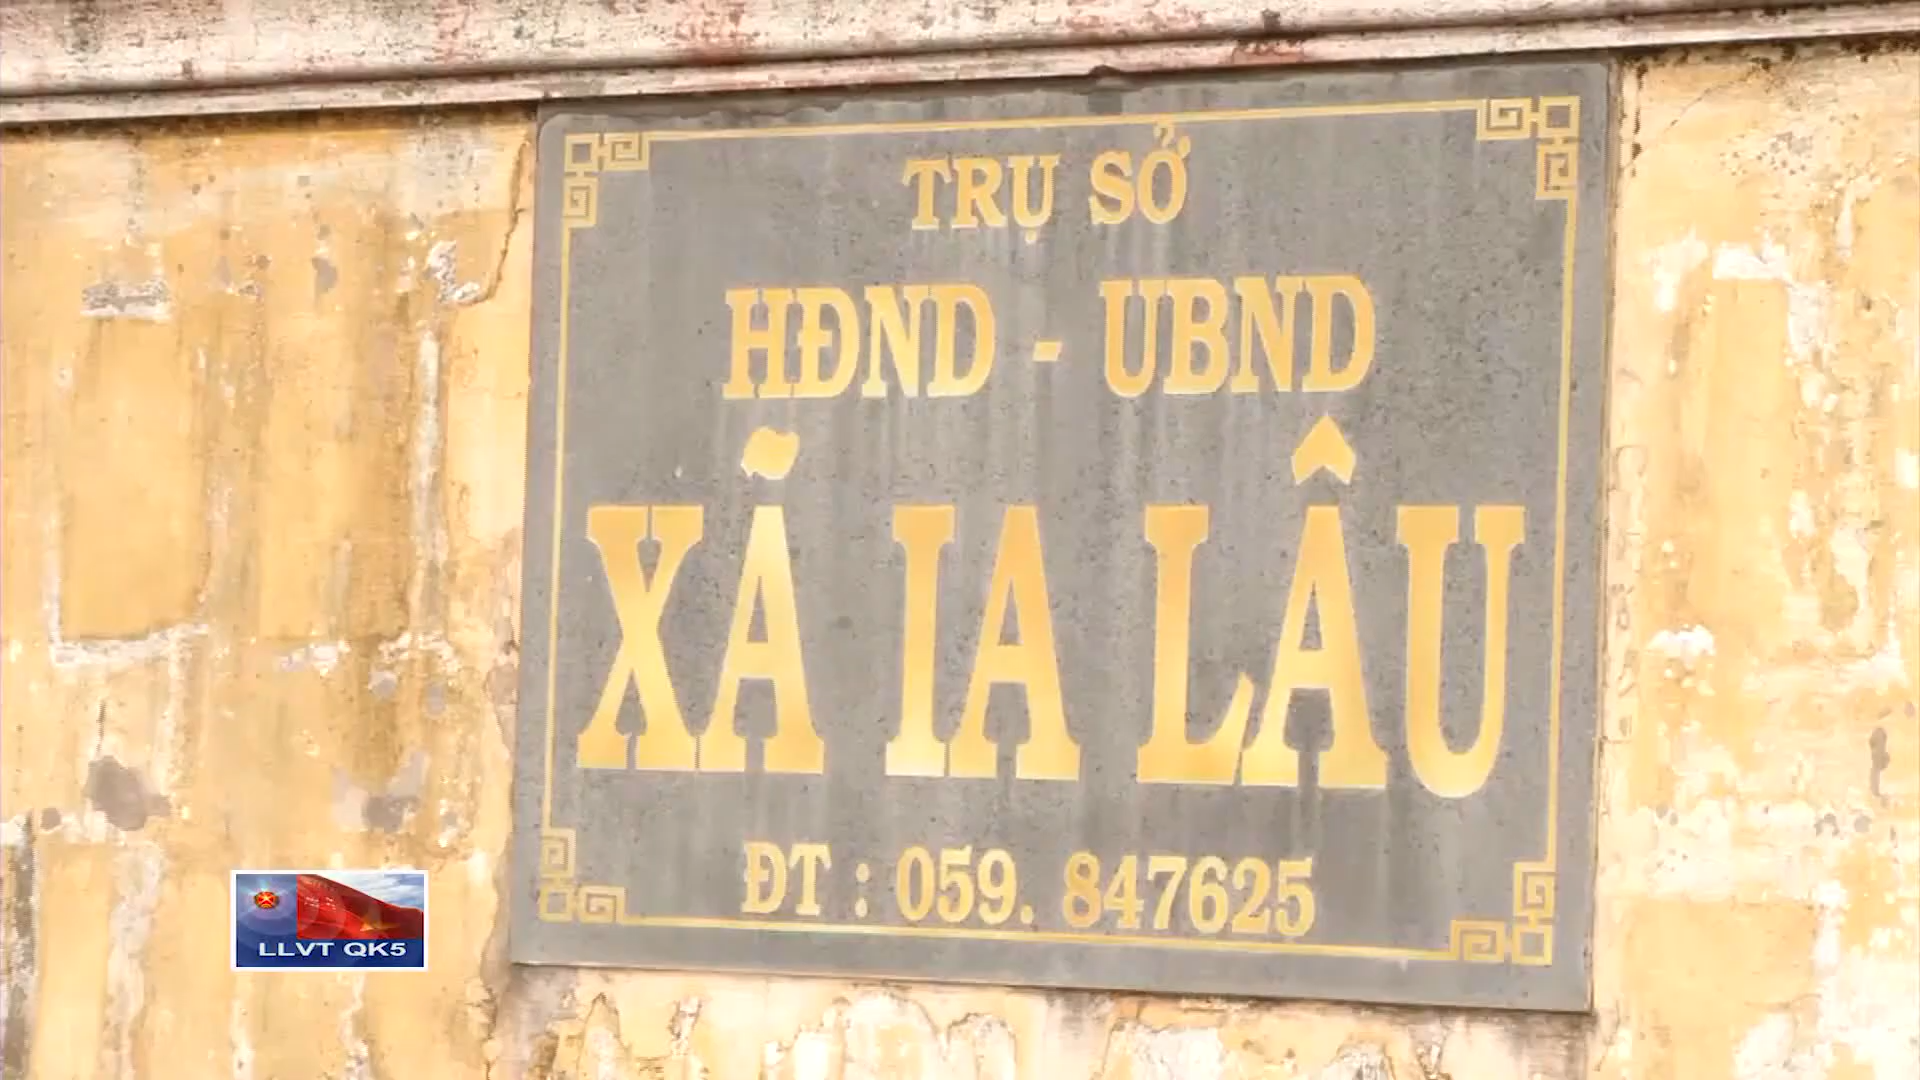 TRỤ SỞ
HĐND - UBND
XÃ IA LÂU
ĐT : 059. 847625
LLVT QK5